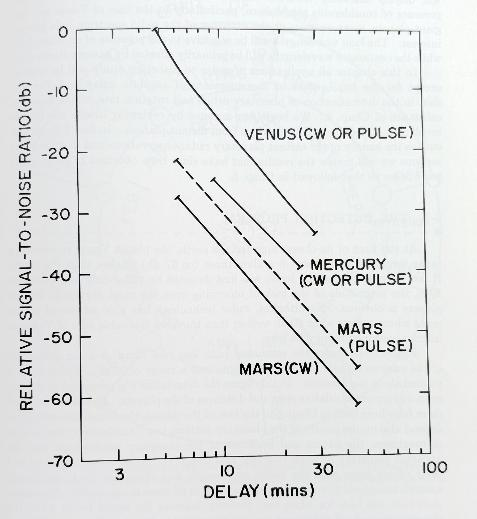 RELATIVE SIGNAL-TO-NOISE RATIO (db)
0
-10
-20
-30
-40
-50
-60
-70
VENUS (CW OR PULSE)
MERCURY
(CW OR PULSE)
MARS
(PULSE)
MARS (CW)
3
10
30
100
DELAY (mins)